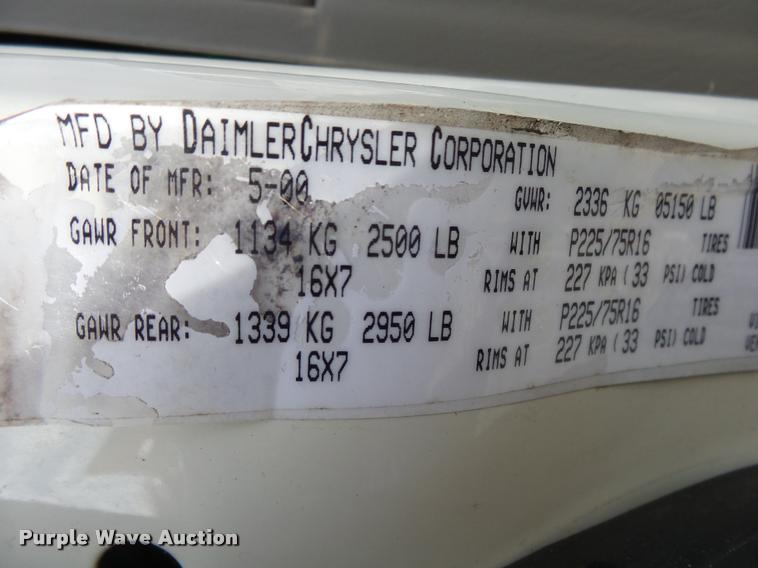 MFD BY DAIMLERCHRYSLER CORPORATION
DATE OF MFR: 5-00 GVWR: 2336 KG 05150 LB
GAWR FRONT: 1134 KG 2500 LB WITH P225/75R16 TIRES
16X7 RIMS AT 227 KPA ( 33 PSI) COLD
GAWR REAR: 1339 KG 2950 LB WITH P225/75R16 TIRES
16X7 RIMS AT 227 KPA ( 33 PSI) COLD
Purple Wave Auction